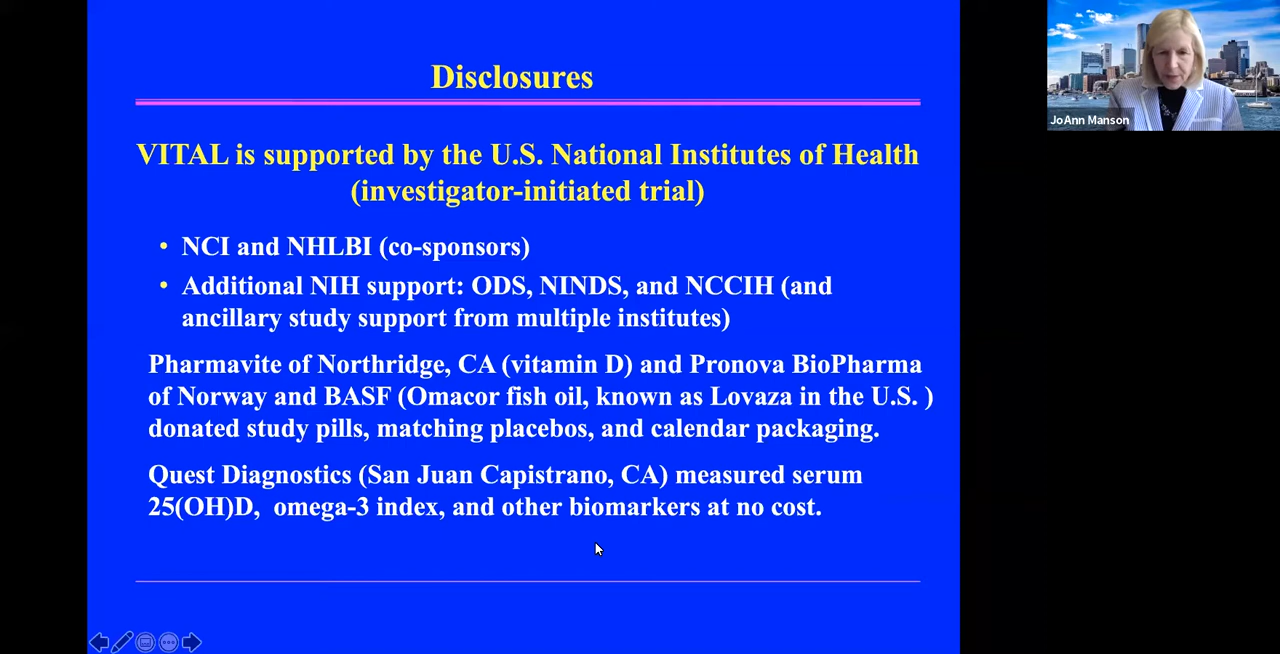 Disclosures
VITAL is supported by the U.S. National Institutes of Health
(investigator-initiated trial)
• NCI and NHLBI (co-sponsors)
• Additional NIH support: ODS, NINDS, and NCCIH (and
ancillary study support from multiple institutes)
Pharmavite of Northridge, CA (vitamin D) and Pronova BioPharma
of Norway and BASF (Omacor fish oil, known as Lovaza in the U.S. )
donated study pills, matching placebos, and calendar packaging.
Quest Diagnostics (San Juan Capistrano, CA) measured serum
25(OH)D,  omega-3 index, and other biomarkers at no cost.
JoAnn Manson